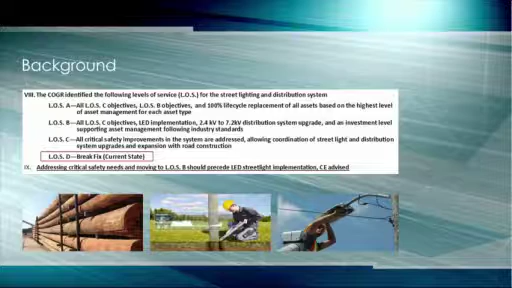 Background
VIII. The COGR identified the following levels of service (L.O.S.) for the street lighting and distribution system
L.O.S. A—All L.O.S. C objectives, L.O.S. B objectives, and 100% lifecycle replacement of all assets based on the highest level
of asset management for each asset type
L.O.S. B—All L.O.S. C objectives, LED implementation, 2.4 kV to 7.2kV distribution system upgrade, and as investment level
supporting asset management following industry standards
L.O.S. C—All critical safety improvements in the system are addressed, allowing coordination of street light and distribution
system upgrades and expansion with road construction
L.O.S. D—Break Fix (Current State)
IX. Addressing critical safety needs and moving to L.O.S. B should precede LED streetlight implementation, CE advised